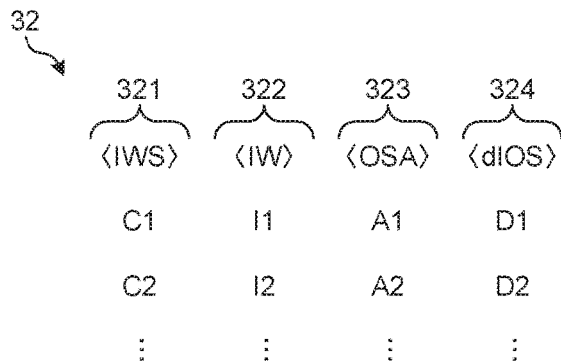 32
321 322 323 324
〈IWS〉 〈IW〉 〈OSA〉 〈dIOS〉
C1 I1 A1 D1
C2 I2 A2 D2
⋮ ⋮ ⋮ ⋮